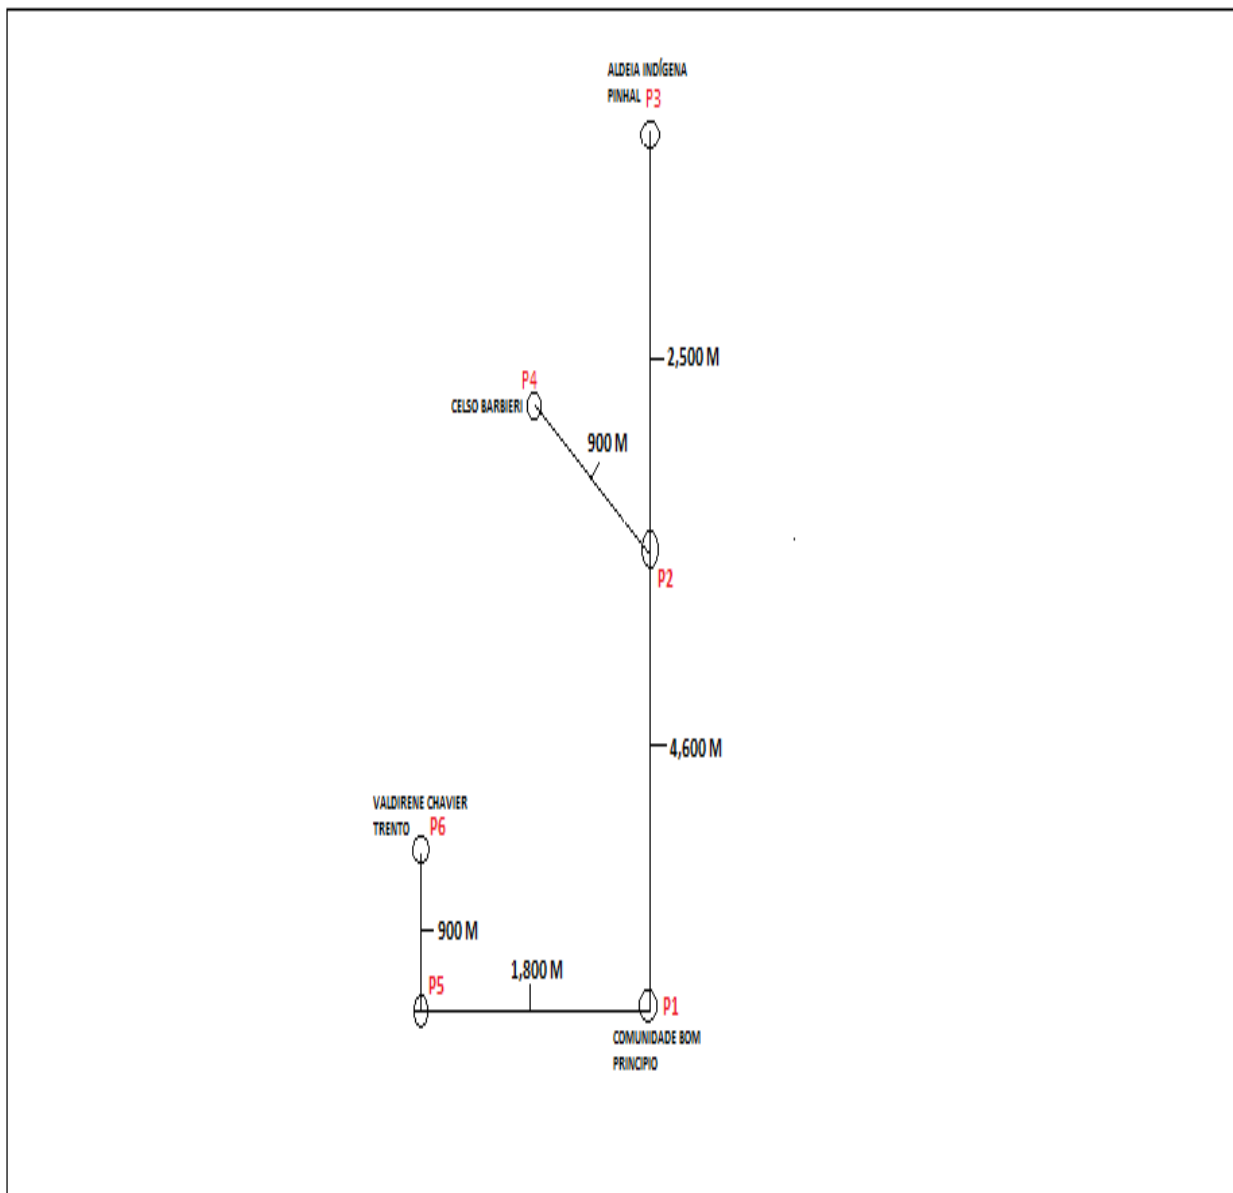 ALDEIA INDÍGENA
PINHAL P3
2,500 M
P4
CELSO BARBIERI
900 M
P2
4,600 M
VALDIRENE CHAVIER
TRENTO P6
900 M
P5
1,800 M
P1
COMUNIDADE BOM
PRINCIPIO